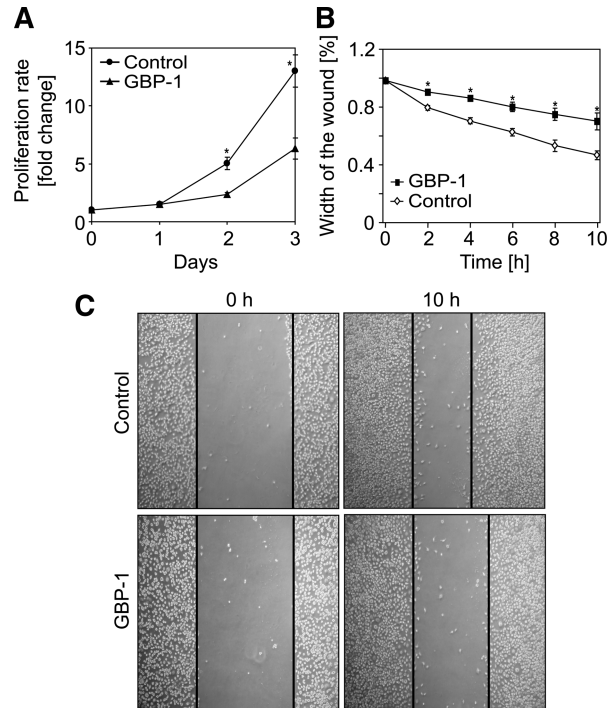 A
Proliferation rate
[fold change]
15
10
5
0
Control
GBP-1
*
*
0
1
2
3
Days
B
Width of the wound [%]
1.2
0.8
0.4
0
*
*
*
*
*
GBP-1
Control
0
2
4
6
8
10
Time [h]
C
0 h
10 h
Control
GBP-1